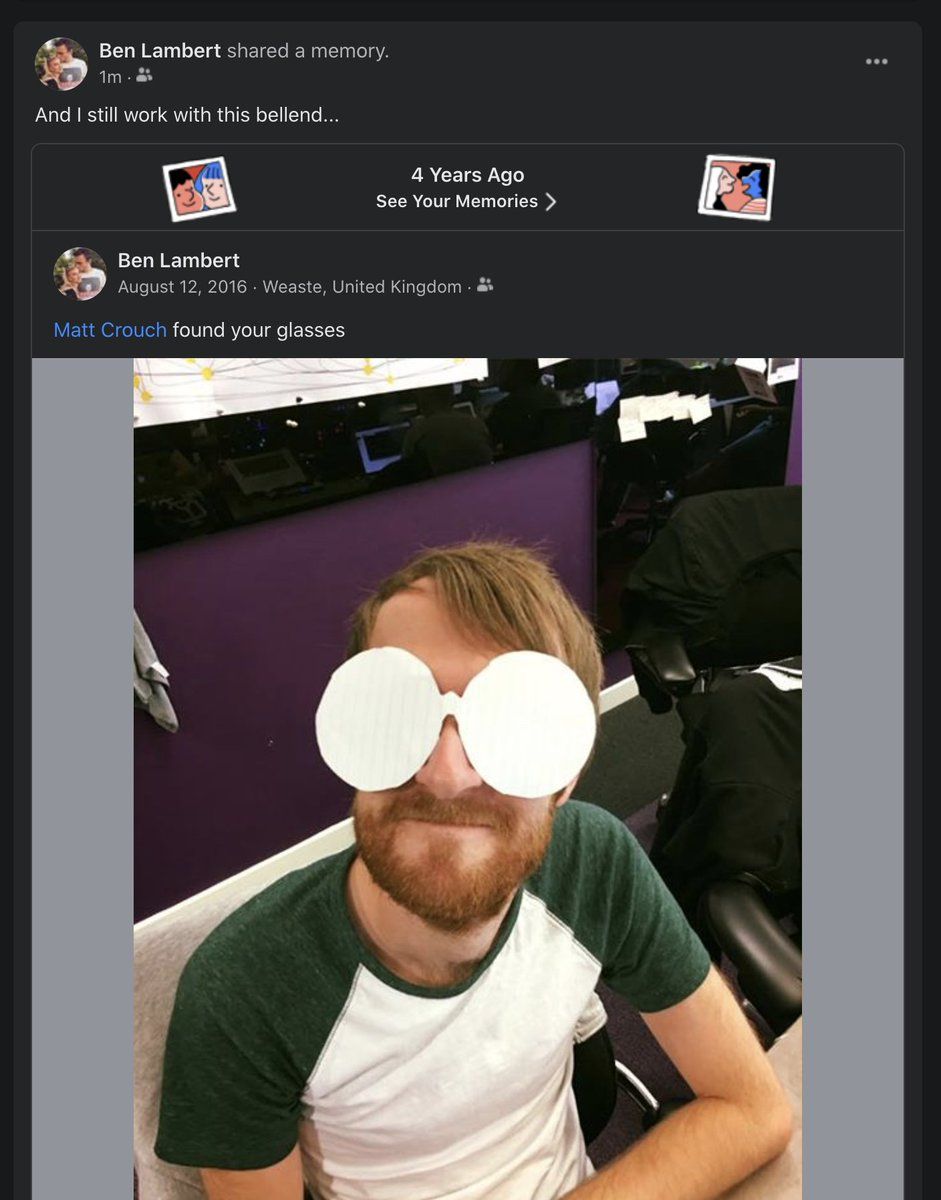 Ben Lambert shared a memory.
1m ·
And I still work with this bellend...
4 Years Ago
See Your Memories
Ben Lambert
August 12, 2016 · Weaste, United Kingdom ·
Matt Crouch found your glasses